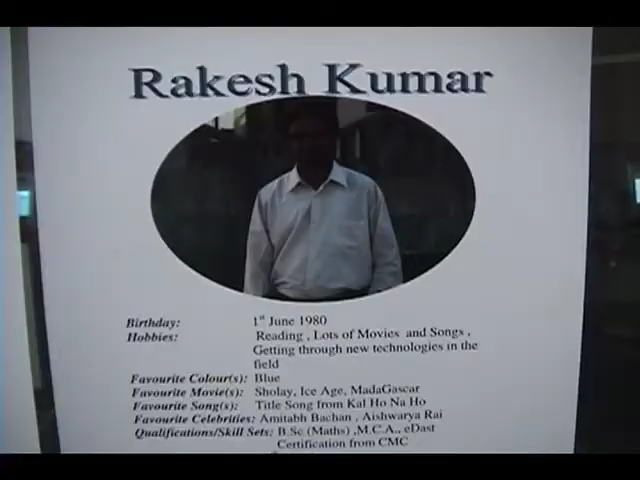 Rakesh Kumar
Birthday: 1st June 1980
Hobbies: Reading , Lots of Movies and Songs ,
Getting through new technologies in the
field
Favourite Colour(s): Blue
Favourite Movie(s): Sholay, Ice Age, MadaGascar
Favourite Song(s): Title Song from Kal Ho Na Ho
Favourite Celebrities: Amitabh Bachan , Aishwarya Rai
Qualifications/Skill Sets: B.Sc (Maths) ,M.C.A., eDast
Certification from CMC